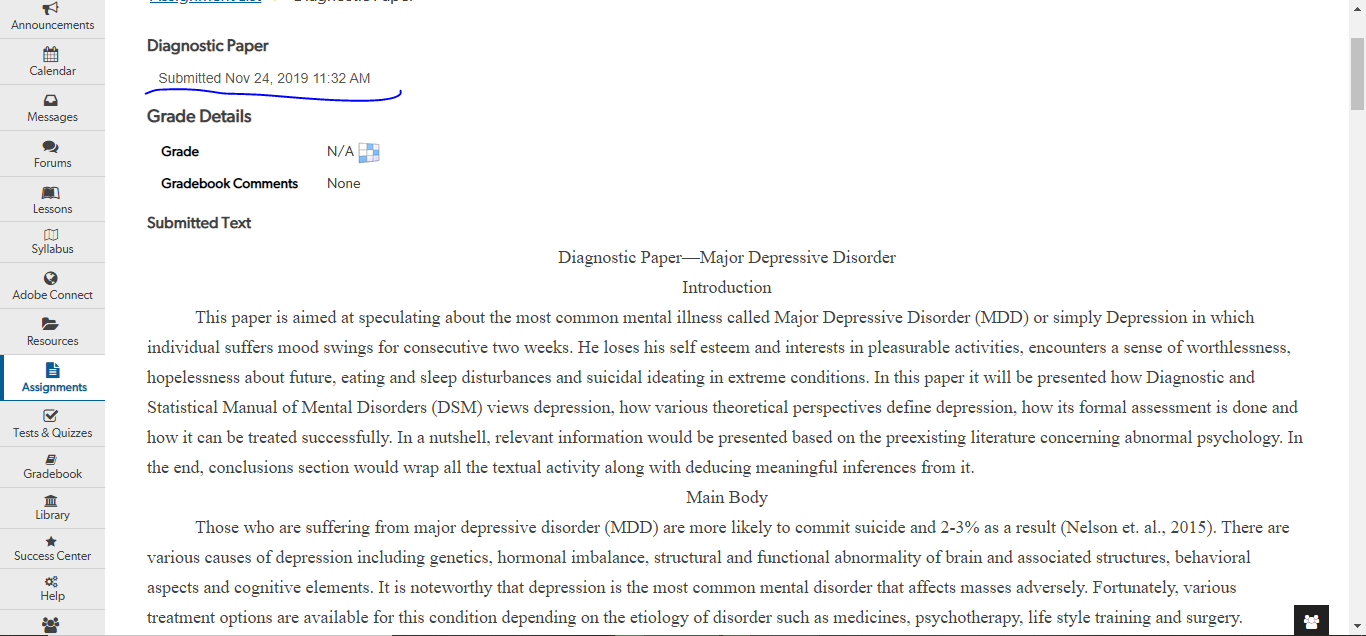 Assignment List
Diagnostic Paper
Announcements
Calendar
Messages
Forums
Lessons
Syllabus
Adobe Connect
Resources
Assignments
Tests & Quizzes
Gradebook
Library
Success Center
Help
Diagnostic Paper
Submitted Nov 24, 2019 11:32 AM
Grade Details
Grade N/A
Gradebook Comments None
Submitted Text
Diagnostic Paper—Major Depressive Disorder
Introduction
This paper is aimed at speculating about the most common mental illness called Major Depressive Disorder (MDD) or simply Depression in which
individual suffers mood swings for consecutive two weeks. He loses his self esteem and interests in pleasurable activities, encounters a sense of worthlessness,
hopelessness about future, eating and sleep disturbances and suicidal ideating in extreme conditions. In this paper it will be presented how Diagnostic and
Statistical Manual of Mental Disorders (DSM) views depression, how various theoretical perspectives define depression, how its formal assessment is done and
how it can be treated successfully. In a nutshell, relevant information would be presented based on the preexisting literature concerning abnormal psychology. In
the end, conclusions section would wrap all the textual activity along with deducing meaningful inferences from it.
Main Body
Those who are suffering from major depressive disorder (MDD) are more likely to commit suicide and 2-3% as a result (Nelson et. al., 2015). There are
various causes of depression including genetics, hormonal imbalance, structural and functional abnormality of brain and associated structures, behavioral
aspects and cognitive elements. It is noteworthy that depression is the most common mental disorder that affects masses adversely. Fortunately, various
treatment options are available for this condition depending on the etiology of disorder such as medicines, psychotherapy, life style training and surgery.